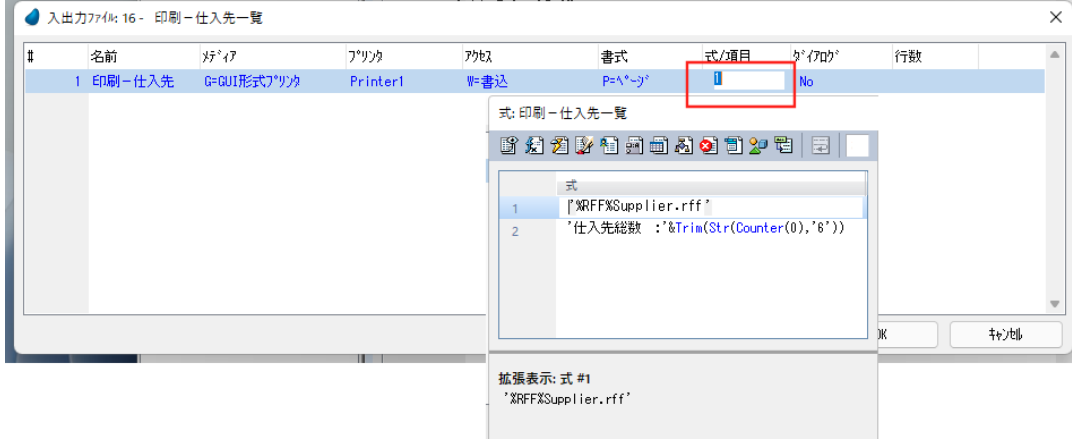 入出力ﾌｧｲﾙ: 16 - 印刷－仕入先一覧
# 名前 ﾒﾃﾞｨｱ ﾌﾟﾘﾝﾀ ｱｸｾｽ 書式 式/項目 ﾀﾞｲｱﾛｸﾞ 行数
1 印刷－仕入先 G=GUI形式ﾌﾟﾘﾝﾀ Printer1 W=書込 P=ﾍﾟｰｼﾞ 1 No
式: 印刷－仕入先一覧
式
1 '%RFF%Supplier.rff'
2 '仕入先総数 :'&Trim(Str(Counter(0),'6'))
OK ｷｬﾝｾﾙ
拡張表示: 式 #1
'%RFF%Supplier.rff'